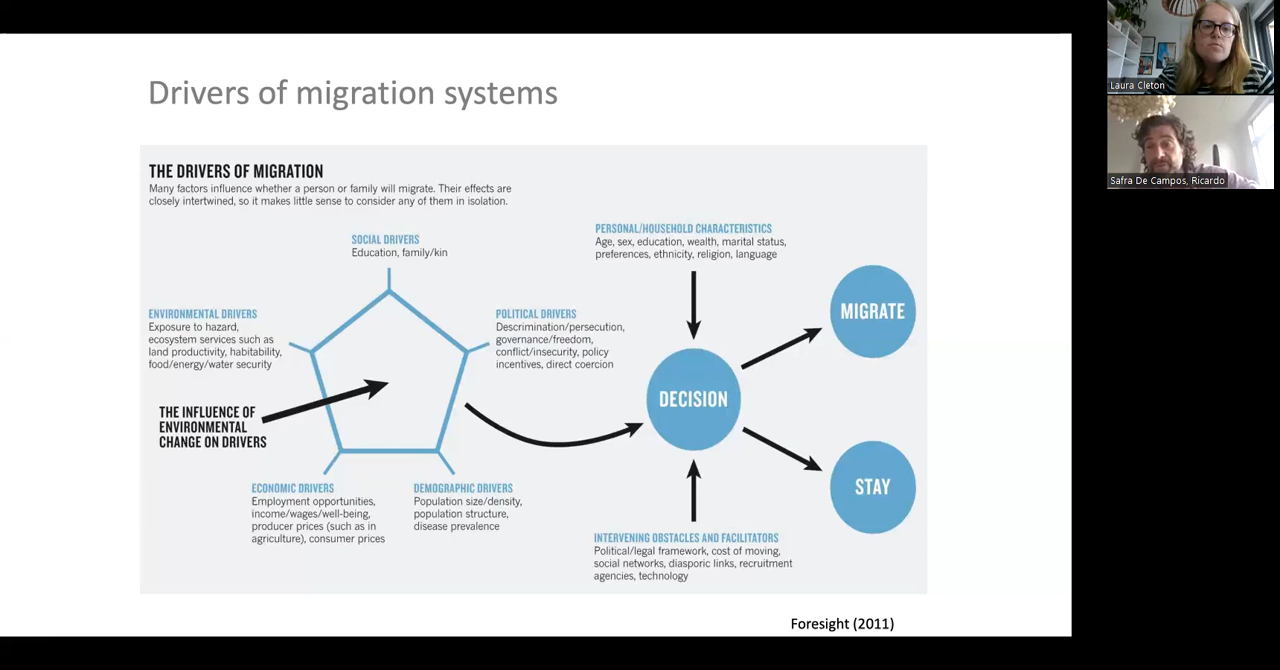 Drivers of migration systems
THE DRIVERS OF MIGRATION
Many factors influence whether a person or family will migrate. Their effects are
closely intertwined, so it makes little sense to consider any of them in isolation.
SOCIAL DRIVERS
Education, family/kin
ENVIRONMENTAL DRIVERS
Exposure to hazard,
ecosystem services such as
land productivity, habitability,
food/energy/water security
POLITICAL DRIVERS
Descrimination/persecution,
governance/freedom,
conflict/insecurity, policy
incentives, direct coercion
THE INFLUENCE OF
ENVIRONMENTAL
CHANGE ON DRIVERS
ECONOMIC DRIVERS
Employment opportunities,
income/wages/well-being,
producer prices (such as in
agriculture), consumer prices
DEMOGRAPHIC DRIVERS
Population size/density,
population structure,
disease prevalence
PERSONAL/HOUSEHOLD CHARACTERISTICS
Age, sex, education, wealth, marital status,
preferences, ethnicity, religion, language
DECISION
MIGRATE
STAY
INTERVENING OBSTACLES AND FACILITATORS
Political/legal framework, cost of moving,
social networks, diasporic links, recruitment
agencies, technology
Foresight (2011)
Laura Cleton
Safra De Campos, Ricardo